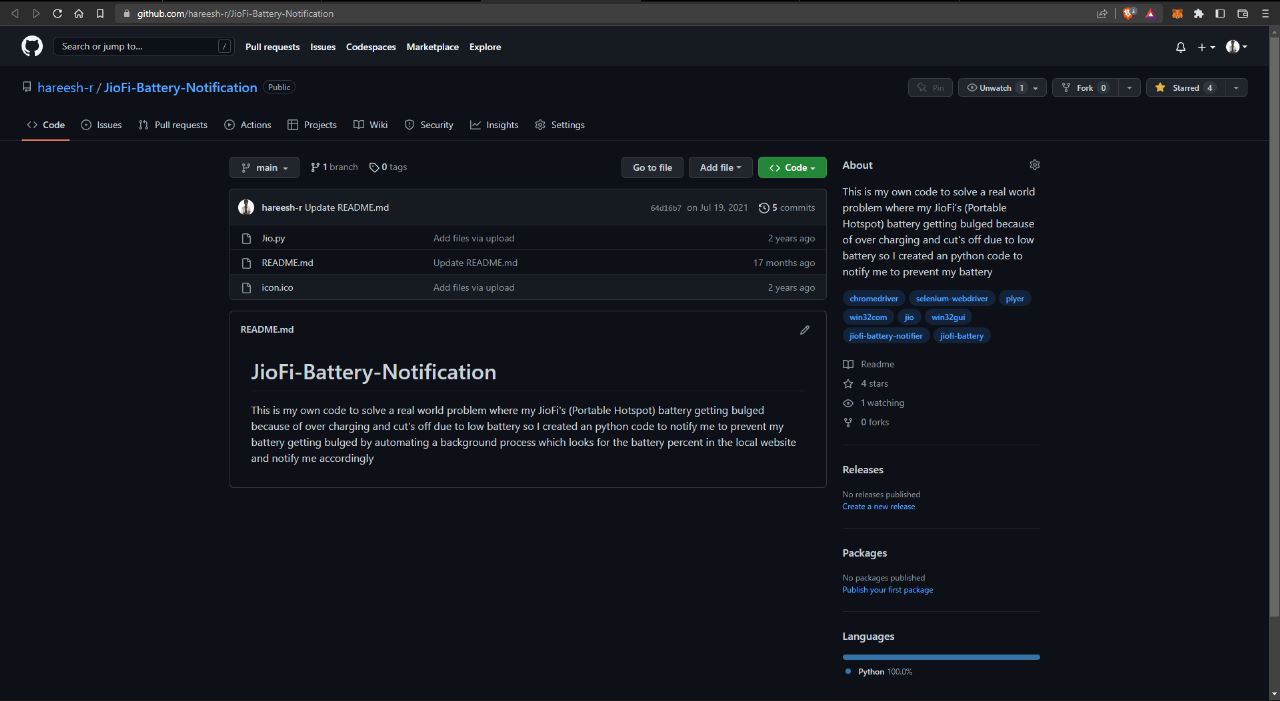 github.com/hareesh-r/JioFi-Battery-Notification
Search or jump to... /
Pull requests Issues Codespaces Marketplace Explore
hareesh-r / JioFi-Battery-Notification Public
Pin Unwatch 1 Fork 0 Starred 4
Code Issues Pull requests Actions Projects Wiki Security Insights Settings
main 1 branch 0 tags Go to file Add file Code
hareesh-r Update README.md 64d16b7 on Jul 19, 2021 5 commits
Jio.py Add files via upload 2 years ago
README.md Update README.md 17 months ago
icon.ico Add files via upload 2 years ago
README.md
JioFi-Battery-Notification
This is my own code to solve a real world problem where my JioFi's (Portable Hotspot) battery getting bulged
because of over charging and cut's off due to low battery so I created an python code to notify me to prevent my
battery getting bulged by automating a background process which looks for the battery percent in the local website
and notify me accordingly
About
This is my own code to solve a real world
problem where my JioFi's (Portable
Hotspot) battery getting bulged because
of over charging and cut's off due to low
battery so I created an python code to
notify me to prevent my battery
chromedriver selenium-webdriver plyer
win32com jio win32gui
jiofi-battery-notifier jiofi-battery
Readme
4 stars
1 watching
0 forks
Releases
No releases published
Create a new release
Packages
No packages published
Publish your first package
Languages
Python 100.0%